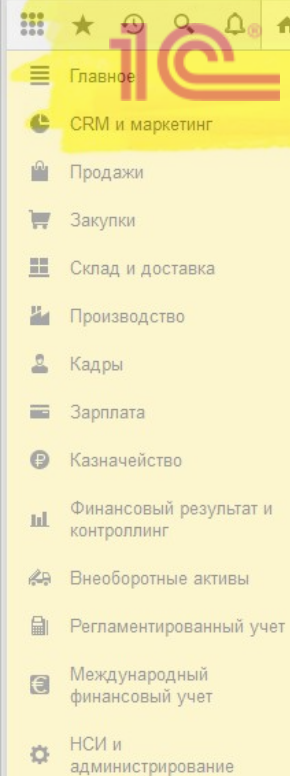 1С
Главное
CRM и маркетинг
Продажи
Закупки
Склад и доставка
Производство
Кадры
Зарплата
Казначейство
Финансовый результат и
контроллинг
Внеоборотные активы
Регламентированный учет
Международный
финансовый учет
НСИ и
администрирование